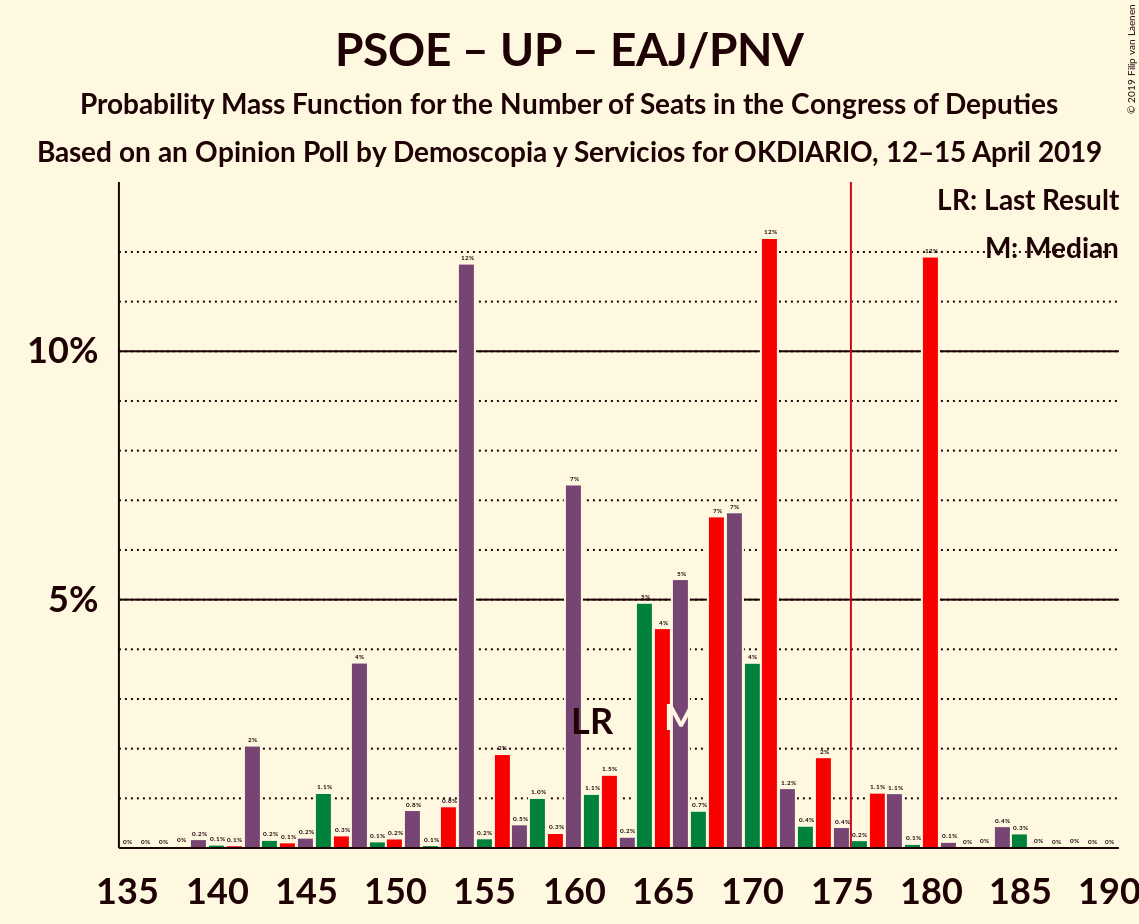 PSOE – UP – EAJ/PNV
Probability Mass Function for the Number of Seats in the Congress of Deputies
Based on an Opinion Poll by Demoscopia y Servicios for OKDIARIO, 12–15 April 2019
© 2019 Filip van Laenen
LR: Last Result
M: Median
10%
5%
0% 0% 0% 0% 0.2% 0.1% 0.1% 2% 0.2% 0.1% 0.2% 1.1% 0.3% 4% 0.1% 0.2% 0.8% 0.1% 0.8% 12% 0.2% 2% 0.5% 1.0% 0.3% 7% 1.1% 1.5% 0.2% 5% 4% 5% 0.7% 7% 7% 4% 12% 1.2% 0.4% 2% 0.4% 0.2% 1.1% 1.1% 0.1% 12% 0.1% 0% 0% 0.4% 0.3% 0% 0% 0% 0% 0%
LR M
135 140 145 150 155 160 165 170 175 180 185 190